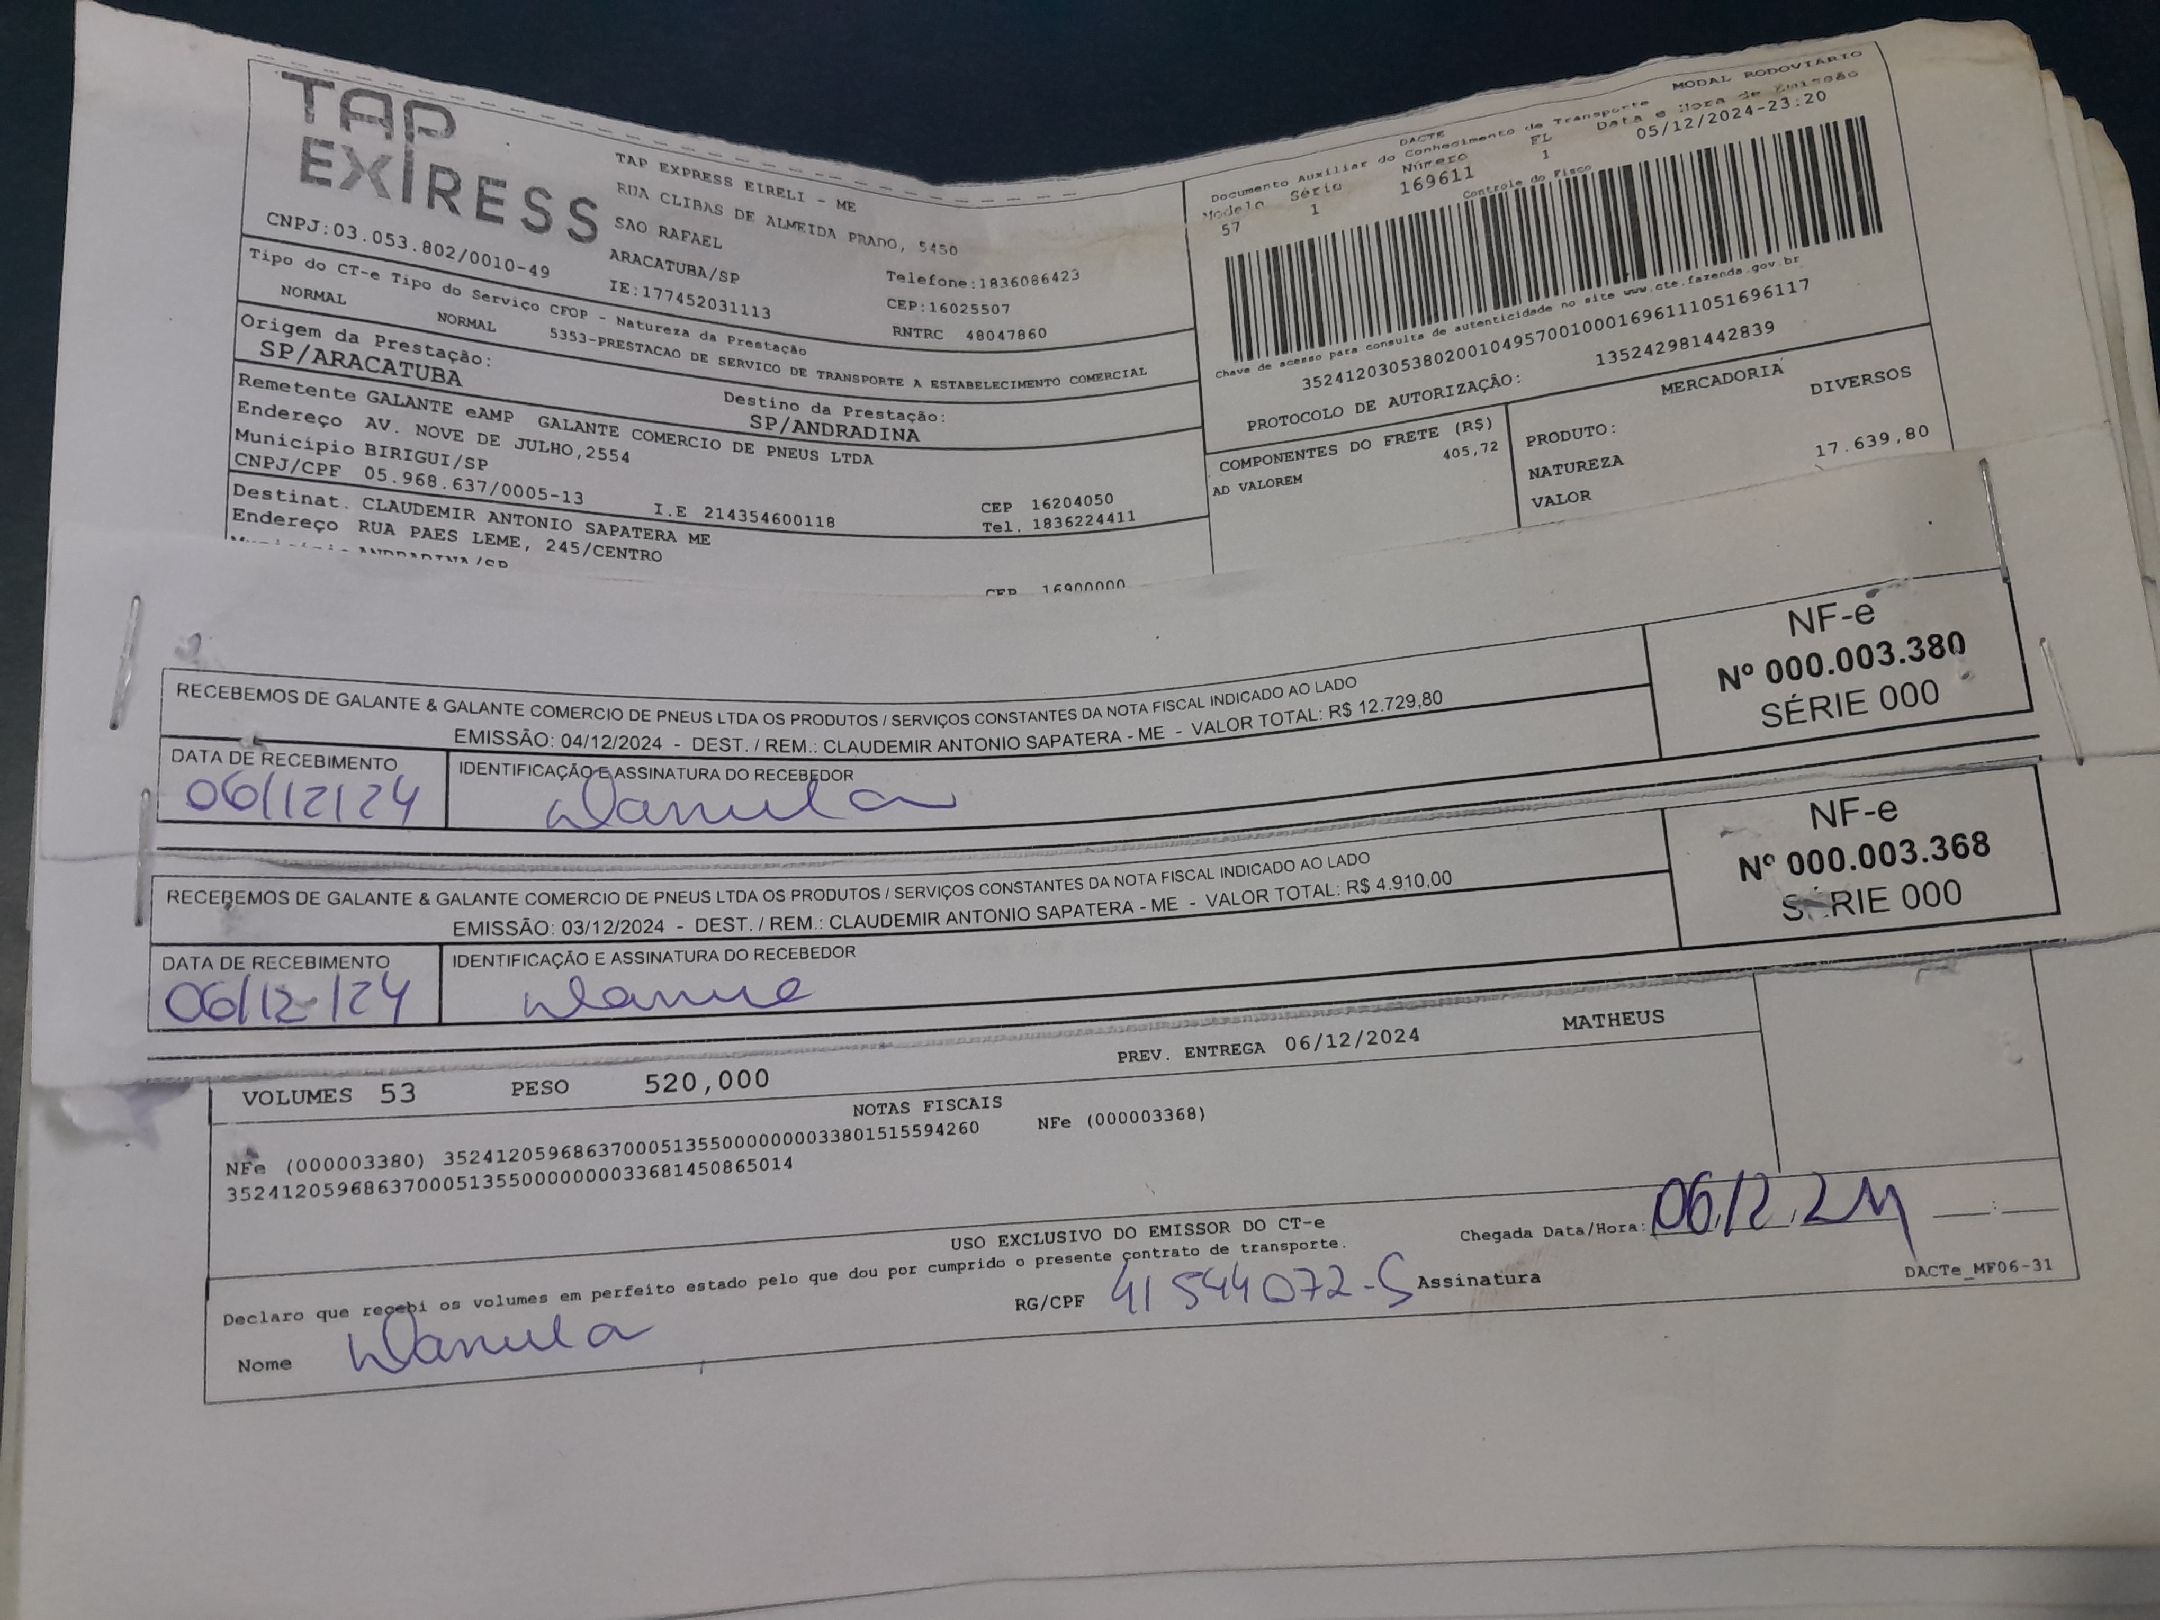 TAP
EXPRESS
TAP EXPRESS EIRELI - ME
RUA CLIBAS DE ALMEIDA PRADO, 5450
SAO RAFAEL
ARACATUBA/SP
Telefone:1836086423
CNPJ:03.053.802/0010-49
IE:177452031113
CEP:16025507
RNTRC 48047860
MODAL RODOVIÁRIO
DACTE
Documento Auxiliar do Conhecimento de Transporte
Data e Hora de Emissão
Modelo Série Número FL
05/12/2024-23:20
57 1 169611 1
Controle do Fisco
Chave de acesso para consulta de autenticidade no site www.cte.fazenda.gov.br
35241203053802001049570010001696111051696117
PROTOCOLO DE AUTORIZAÇÃO: 135242981442839
Tipo do CT-e Tipo do Serviço CFOP - Natureza da Prestação
NORMAL NORMAL 5353-PRESTACAO DE SERVICO DE TRANSPORTE A ESTABELECIMENTO COMERCIAL
Origem da Prestação: Destino da Prestação:
SP/ARACATUBA SP/ANDRADINA
Remetente GALANTE eAMP GALANTE COMERCIO DE PNEUS LTDA
Endereço AV. NOVE DE JULHO,2554
Município BIRIGUI/SP CEP 16204050
CNPJ/CPF 05.968.637/0005-13 I.E 214354600118 Tel. 1836224411
Destinat. CLAUDEMIR ANTONIO SAPATERA ME
Endereço RUA PAES LEME, 245/CENTRO
Município ANDRADINA/SP CEP 16900000
COMPONENTES DO FRETE (R$)
AD VALOREM 405,72
MERCADORIA
PRODUTO: DIVERSOS
NATUREZA
VALOR 17.639,80
RECEBEMOS DE GALANTE & GALANTE COMERCIO DE PNEUS LTDA OS PRODUTOS / SERVIÇOS CONSTANTES DA NOTA FISCAL INDICADO AO LADO
EMISSÃO: 04/12/2024 - DEST. / REM.: CLAUDEMIR ANTONIO SAPATERA - ME - VALOR TOTAL: R$ 12.729,80
NF-e
Nº 000.003.380
SÉRIE 000
DATA DE RECEBIMENTO IDENTIFICAÇÃO E ASSINATURA DO RECEBEDOR
06/12/24
RECEBEMOS DE GALANTE & GALANTE COMERCIO DE PNEUS LTDA OS PRODUTOS / SERVIÇOS CONSTANTES DA NOTA FISCAL INDICADO AO LADO
EMISSÃO: 03/12/2024 - DEST. / REM.: CLAUDEMIR ANTONIO SAPATERA - ME - VALOR TOTAL: R$ 4.910,00
NF-e
Nº 000.003.368
SÉRIE 000
DATA DE RECEBIMENTO IDENTIFICAÇÃO E ASSINATURA DO RECEBEDOR
06/12/24
VOLUMES 53 PESO 520,000 PREV. ENTREGA 06/12/2024 MATHEUS
NOTAS FISCAIS
NFe (000003380) 35241205968637000513550000000033801515594260 NFe (000003368)
35241205968637000513550000000033681450865014
USO EXCLUSIVO DO EMISSOR DO CT-e
Declaro que recebi os volumes em perfeito estado pelo que dou por cumprido o presente contrato de transporte.
Chegada Data/Hora: 06.12.24 __:__
Nome RG/CPF 41544072-5 Assinatura
DACTe_MF06-31